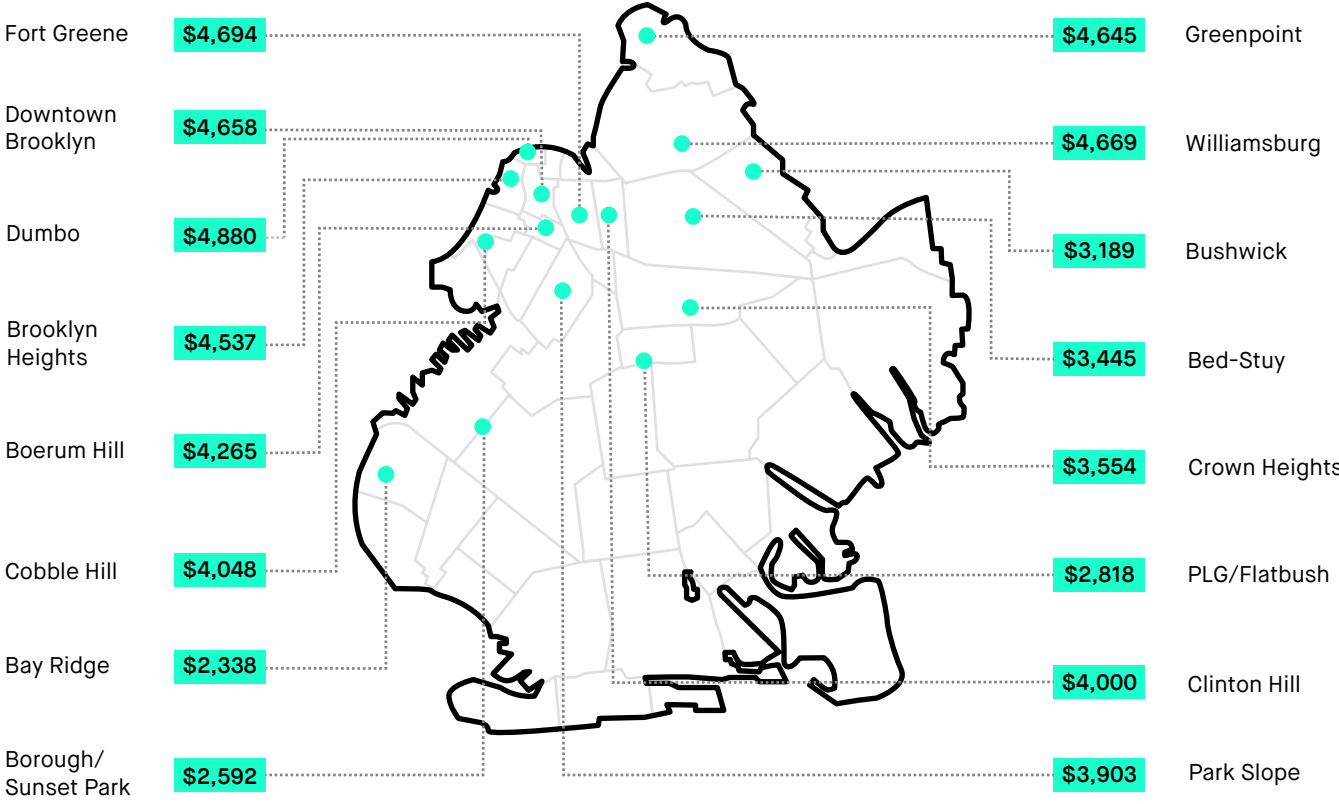 Fort Greene
$4,694
Downtown
Brooklyn
$4,658
Dumbo
$4,880
Brooklyn
Heights
$4,537
Boerum Hill
$4,265
Cobble Hill
$4,048
Bay Ridge
$2,338
Borough/
Sunset Park
$2,592
$4,645
Greenpoint
$4,669
Williamsburg
$3,189
Bushwick
$3,445
Bed-Stuy
$3,554
Crown Heights
$2,818
PLG/Flatbush
$4,000
Clinton Hill
$3,903
Park Slope